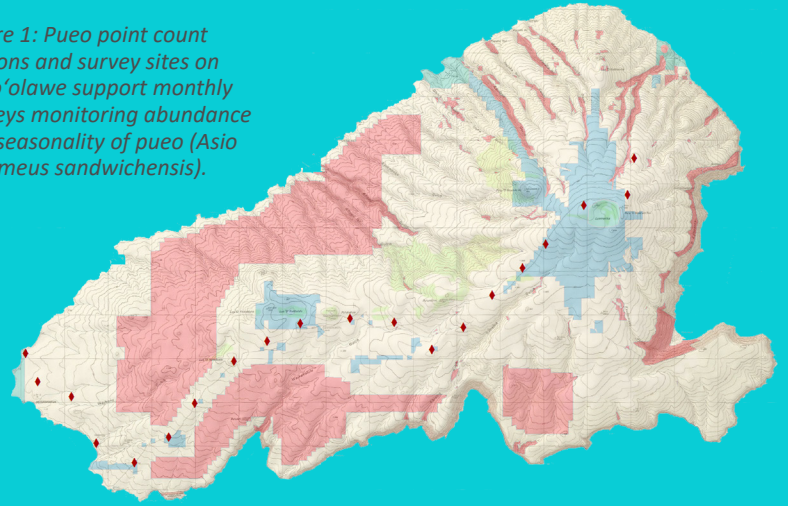 re 1: Pueo point count
ons and survey sites on
oʻolawe support monthly
eys monitoring abundance
seasonality of pueo (Asio
meus sandwichensis).